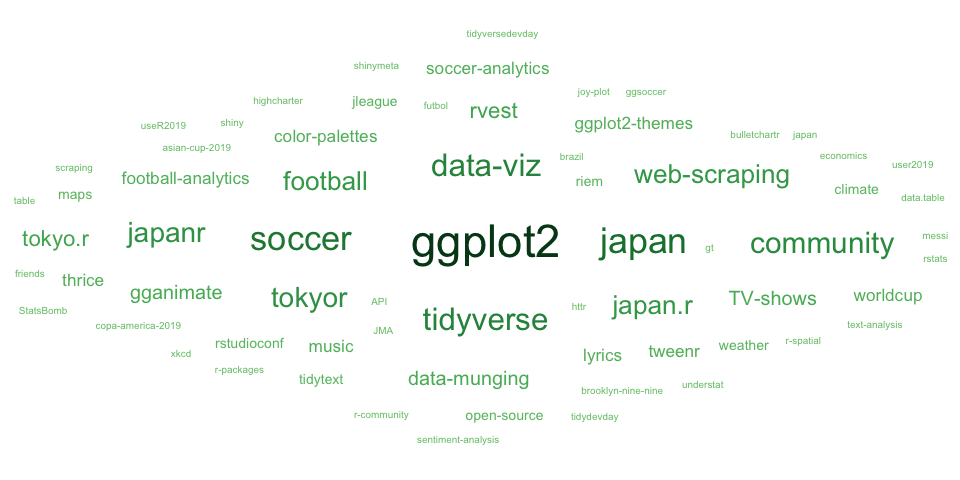 tidyversedevday
shinymeta soccer-analytics
highcharter jleague futbol rvest joy-plot ggsoccer
useR2019 shiny color-palettes ggplot2-themes bulletchartr japan
asian-cup-2019 data-viz brazil economics
scraping football-analytics football riem web-scraping user2019
table maps climate data.table
tokyo.r japanr soccer ggplot2 japan gt community messi
rstats
friends thrice gganimate tokyor API httr japan.r TV-shows worldcup
StatsBomb copa-america-2019 JMA tidyverse text-analysis
xkcd rstudioconf music lyrics tweenr weather r-spatial
r-packages tidytext data-munging brooklyn-nine-nine understat
r-community open-source tidydevday
sentiment-analysis